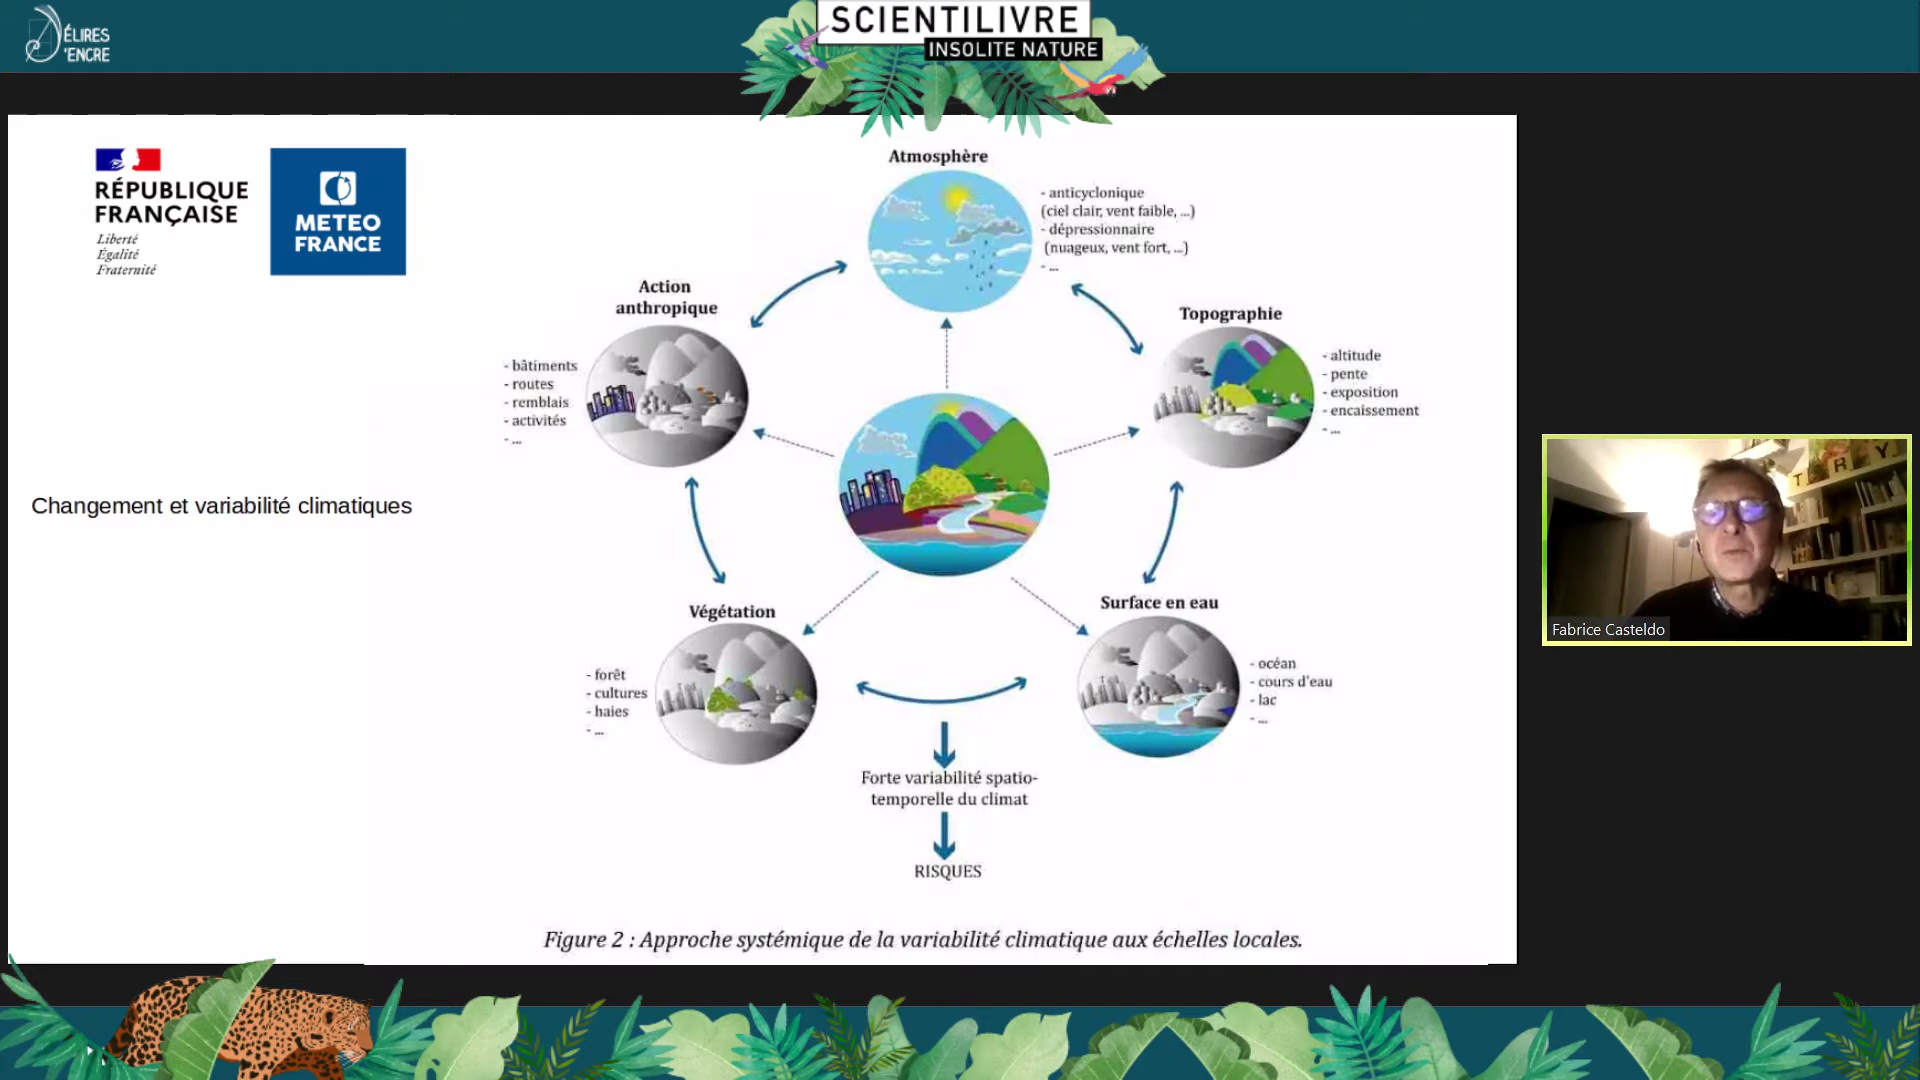 DÉLIRES
D'ENCRE
SCIENTILIVRE
INSOLITE NATURE
RÉPUBLIQUE
FRANÇAISE
Liberté
Égalité
Fraternité
METEO
FRANCE
Changement et variabilité climatiques
Atmosphère
- anticyclonique
(ciel clair, vent faible, ...)
- dépressionnaire
(nuageux, vent fort, ...)
- ...
Action
anthropique
- bâtiments
- routes
- remblais
- activités
- ...
Topographie
- altitude
- pente
- exposition
- encaissement
- ...
Végétation
- forêt
- cultures
- haies
- ...
Surface en eau
- océan
- cours d'eau
- lac
- ...
Forte variabilité spatio-
temporelle du climat
RISQUES
Figure 2 : Approche systémique de la variabilité climatique aux échelles locales.
T R Y
Fabrice Casteldo